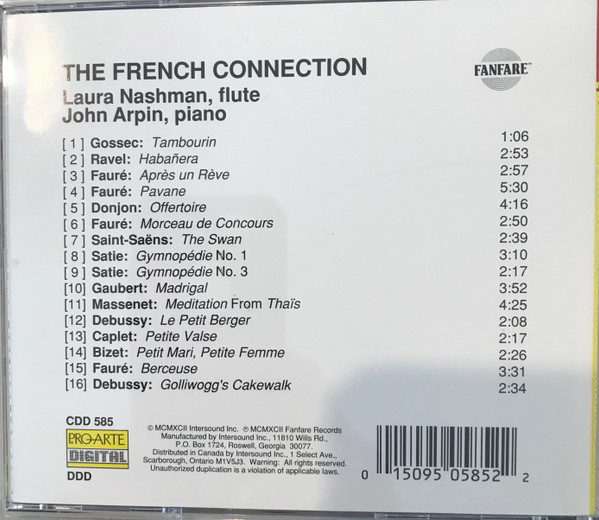 THE FRENCH CONNECTION
FANFARE™
Laura Nashman, flute
John Arpin, piano
[ 1 ] Gossec: Tambourin 1:06
[ 2 ] Ravel: Habañera 2:53
[ 3 ] Fauré: Après un Rève 2:57
[ 4 ] Fauré: Pavane 5:30
[ 5 ] Donjon: Offertoire 4:16
[ 6 ] Fauré: Morceau de Concours 2:50
[ 7 ] Saint-Saëns: The Swan 2:39
[ 8 ] Satie: Gymnopédie No. 1 3:10
[ 9 ] Satie: Gymnopédie No. 3 2:17
[10] Gaubert: Madrigal 3:52
[11] Massenet: Meditation From Thaïs 4:25
[12] Debussy: Le Petit Berger 2:08
[13] Caplet: Petite Valse 2:17
[14] Bizet: Petit Mari, Petite Femme 2:26
[15] Fauré: Berceuse 3:31
[16] Debussy: Golliwogg's Cakewalk 2:34
CDD 585
PRO-ARTE
DIGITAL
DDD
© MCMXCII Intersound Inc. ℗ MCMXCII Fanfare Records
Manufactured by Intersound Inc., 11810 Wills Rd.,
P.O. Box 1724, Roswell, Georgia 30077.
Distributed in Canada by Intersound Inc., 1 Select Ave.,
Scarborough, Ontario M1V5J3. Warning: All rights reserved.
Unauthorized duplication is a violation of applicable laws.
0 15095 05852 2